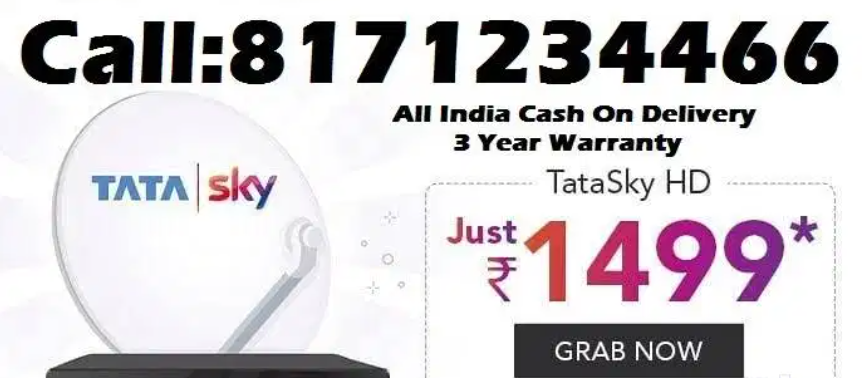 Call:8171234466
All India Cash On Delivery
3 Year Warranty
TATA sky
TataSky HD
Just
₹1499*
GRAB NOW